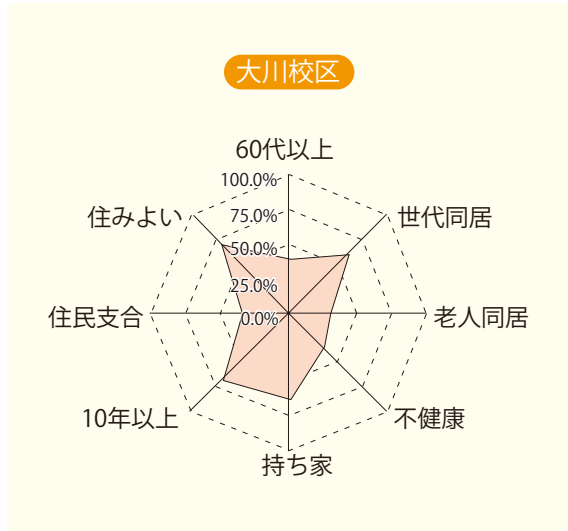 大川校区
60代以上
100.0%
75.0%
50.0%
25.0%
0.0%
世代同居
老人同居
不健康
持ち家
10年以上
住民支合
住みよい